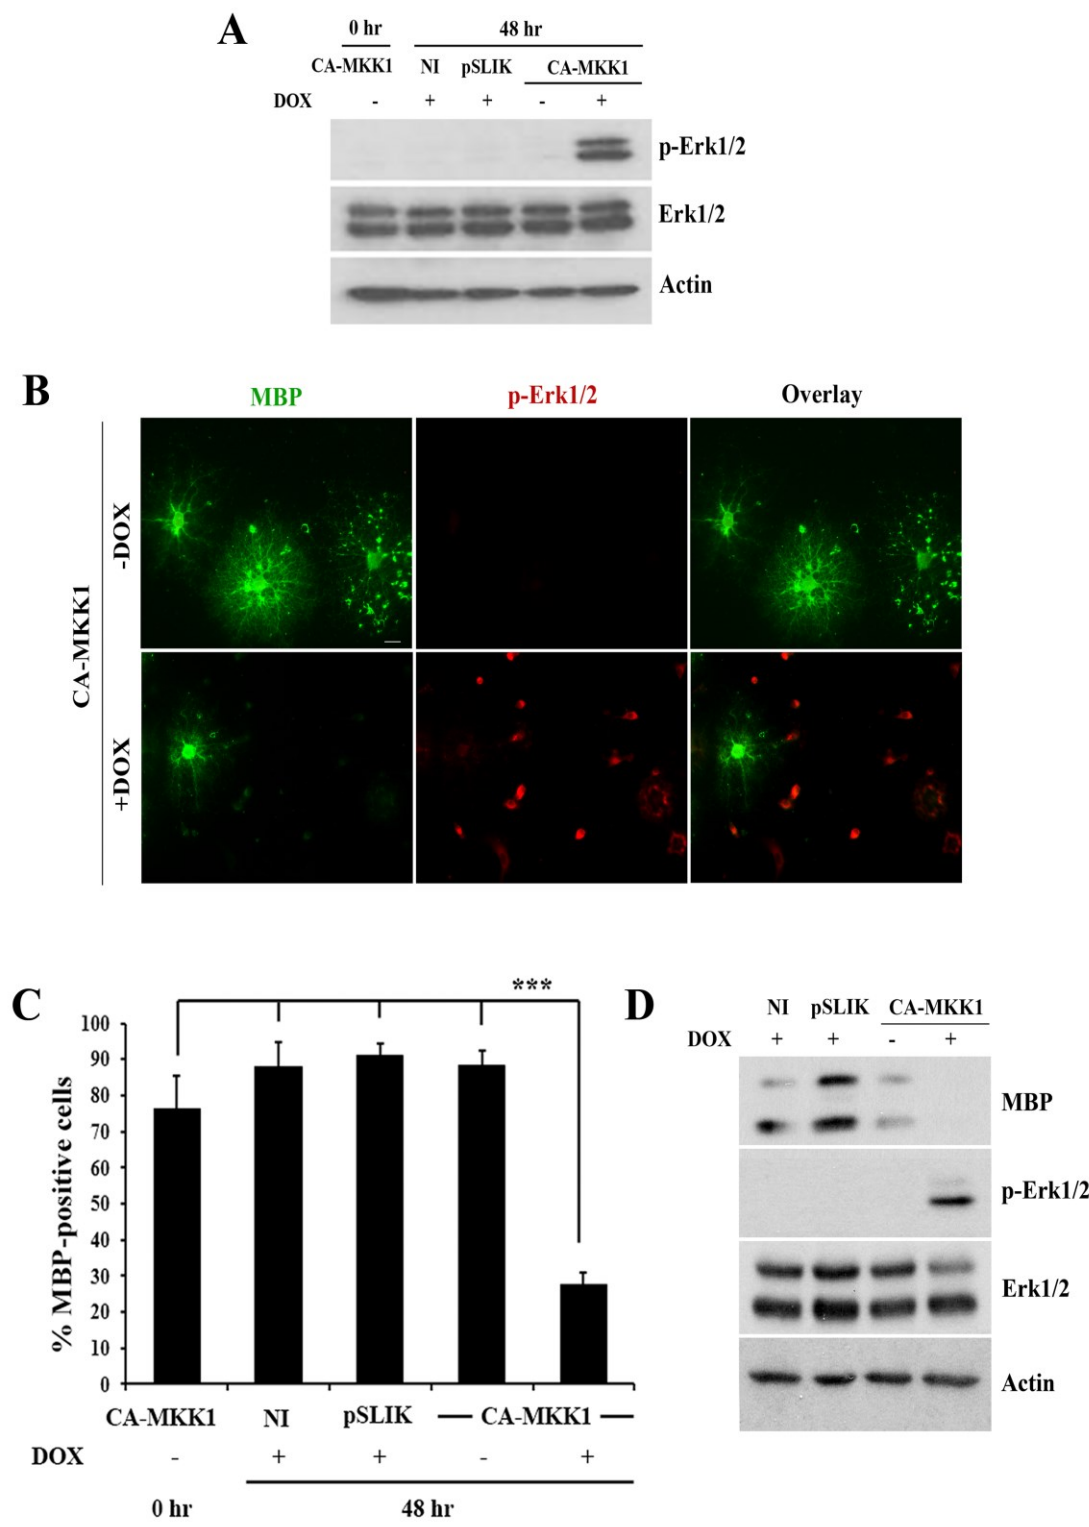 A
0 hr 48 hr
CA-MKK1 NI pSLIK CA-MKK1
DOX - + + - +
p-Erk1/2
Erk1/2
Actin
B
MBP p-Erk1/2 Overlay
CA-MKK1
-DOX
+DOX
C
***
% MBP-positive cells
100
90
80
70
60
50
40
30
20
10
0
CA-MKK1 NI pSLIK CA-MKK1
DOX - + + - +
0 hr 48 hr
D
NI pSLIK CA-MKK1
DOX + + - +
MBP
p-Erk1/2
Erk1/2
Actin